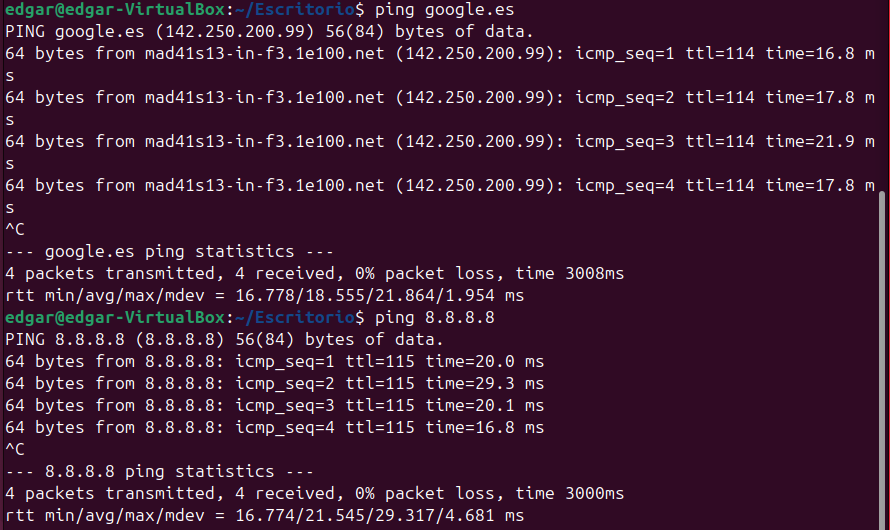 edgar@edgar-VirtualBox:~/Escritorio$ ping google.es
PING google.es (142.250.200.99) 56(84) bytes of data.
64 bytes from mad41s13-in-f3.1e100.net (142.250.200.99): icmp_seq=1 ttl=114 time=16.8 m
s
64 bytes from mad41s13-in-f3.1e100.net (142.250.200.99): icmp_seq=2 ttl=114 time=17.8 m
s
64 bytes from mad41s13-in-f3.1e100.net (142.250.200.99): icmp_seq=3 ttl=114 time=21.9 m
s
64 bytes from mad41s13-in-f3.1e100.net (142.250.200.99): icmp_seq=4 ttl=114 time=17.8 m
s
^C
--- google.es ping statistics ---
4 packets transmitted, 4 received, 0% packet loss, time 3008ms
rtt min/avg/max/mdev = 16.778/18.555/21.864/1.954 ms
edgar@edgar-VirtualBox:~/Escritorio$ ping 8.8.8.8
PING 8.8.8.8 (8.8.8.8) 56(84) bytes of data.
64 bytes from 8.8.8.8: icmp_seq=1 ttl=115 time=20.0 ms
64 bytes from 8.8.8.8: icmp_seq=2 ttl=115 time=29.3 ms
64 bytes from 8.8.8.8: icmp_seq=3 ttl=115 time=20.1 ms
64 bytes from 8.8.8.8: icmp_seq=4 ttl=115 time=16.8 ms
^C
--- 8.8.8.8 ping statistics ---
4 packets transmitted, 4 received, 0% packet loss, time 3000ms
rtt min/avg/max/mdev = 16.774/21.545/29.317/4.681 ms